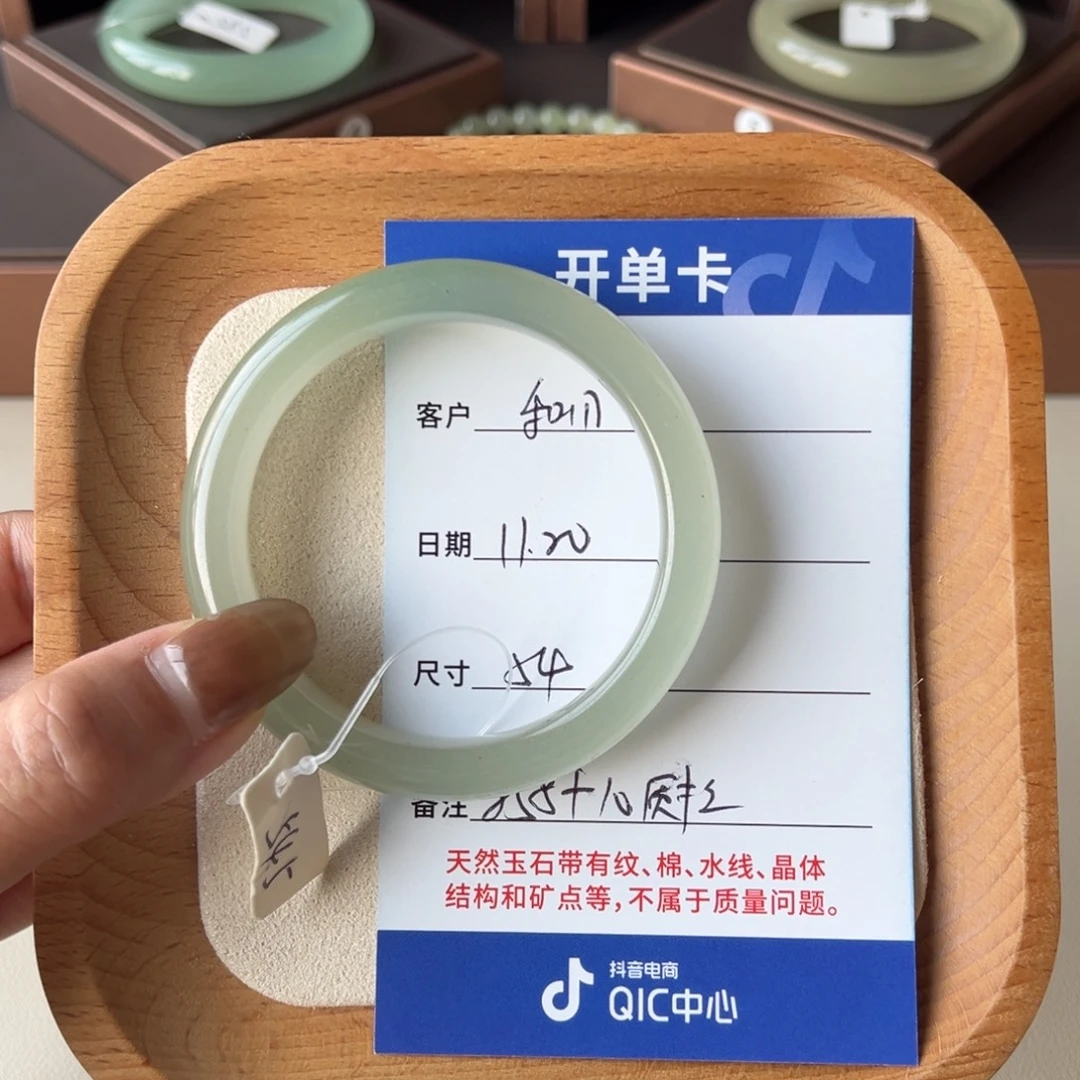 开单卡
客户
日期 11.20
尺寸 54
备注
天然玉石带有纹、棉、水线、晶体
结构和矿点等，不属于质量问题。
抖音电商
QIC中心